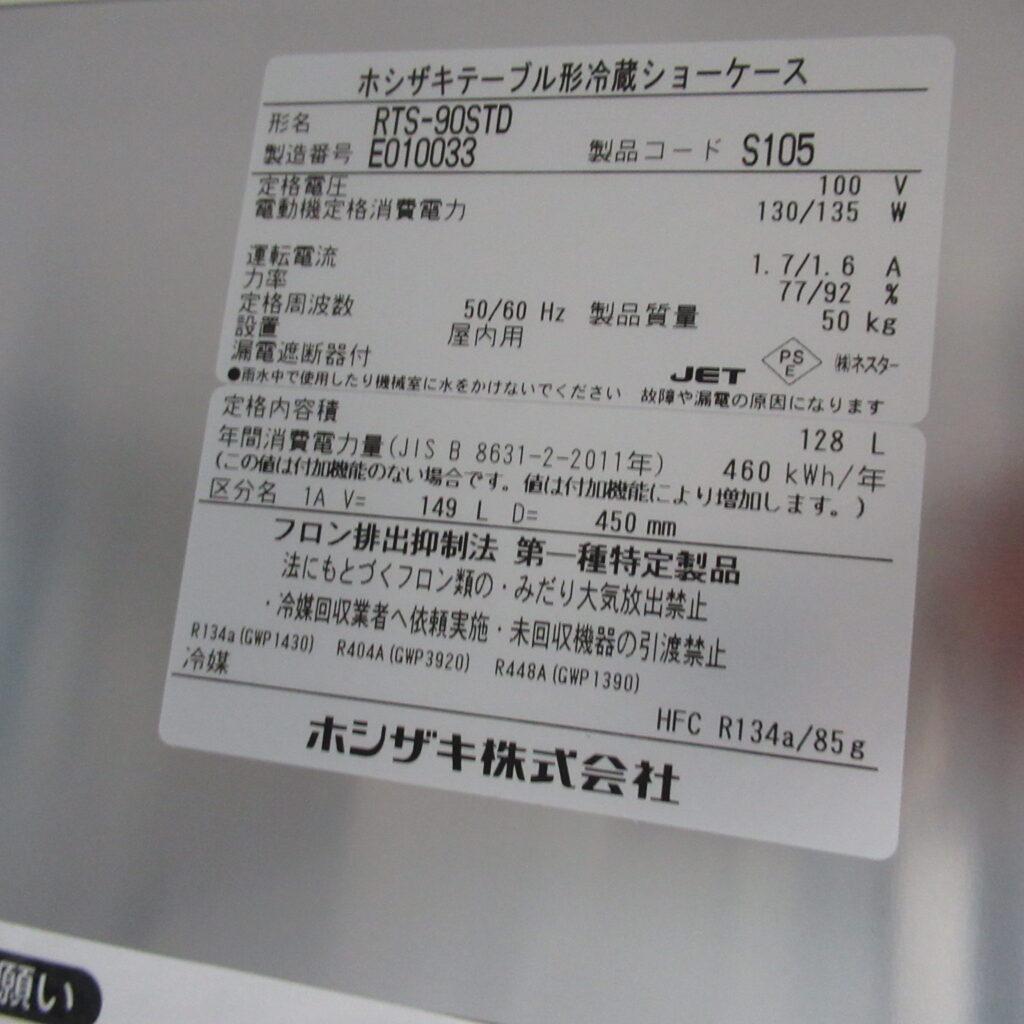 ホシザキテーブル形冷蔵ショーケース
形名 RTS-90STD
製造番号 E010033 製品コード S105
定格電圧 100 V
電動機定格消費電力 130/135 W
運転電流 1.7/1.6 A
力率 77/92 %
定格周波数 50/60 Hz 製品質量 50 kg
設置 屋内用
漏電遮断器付 JET PSE ㈱ネスター
●雨水中で使用したり機械室に水をかけないでください 故障や漏電の原因になります
定格内容積 128 L
年間消費電力量(JIS B 8631-2-2011年) 460 kWh/年
(この値は付加機能のない場合です。値は付加機能により増加します。)
区分名 1A V= 149 L D= 450 mm
フロン排出抑制法 第一種特定製品
法にもとづくフロン類の・みだり大気放出禁止
・冷媒回収業者へ依頼実施・未回収機器の引渡禁止
R134a(GWP1430) R404A(GWP3920) R448A(GWP1390)
冷媒 HFC R134a/85g
ホシザキ株式会社
願い